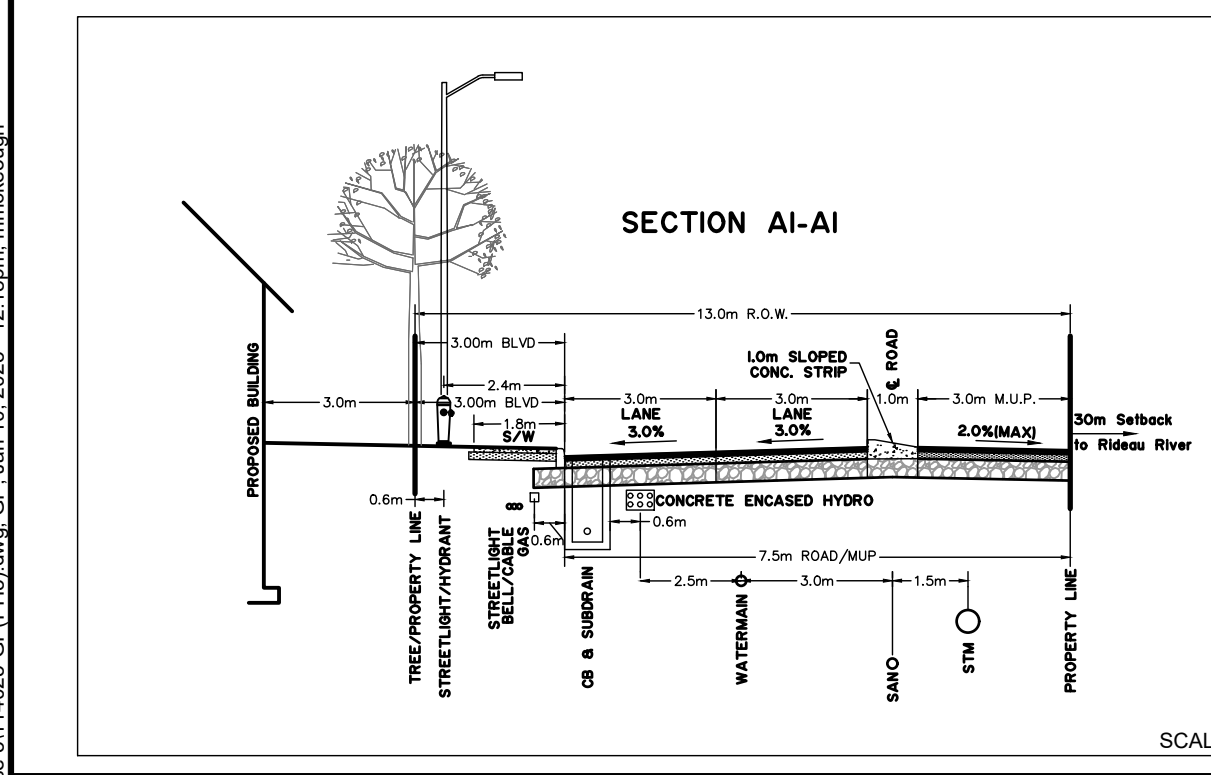 SECTION A1-A1
13.0m R.O.W.
3.00m BLVD
1.0m SLOPED
CONC. STRIP
℄ ROAD
2.4m
3.0m
3.00m BLVD
3.0m
3.0m
1.0m
3.0m M.U.P.
1.8m
S/W
LANE
3.0%
LANE
3.0%
2.0%(MAX)
30m Setback
to Rideau River
PROPOSED BUILDING
0.6m
CONCRETE ENCASED HYDRO
0.6m
0.6m
7.5m ROAD/MUP
2.5m
3.0m
1.5m
TREE/PROPERTY LINE
STREETLIGHT/HYDRANT
STREETLIGHT
BELL/CABLE
GAS
CB & SUBDRAIN
WATERMAIN
SAN
STM
PROPERTY LINE
SCAL